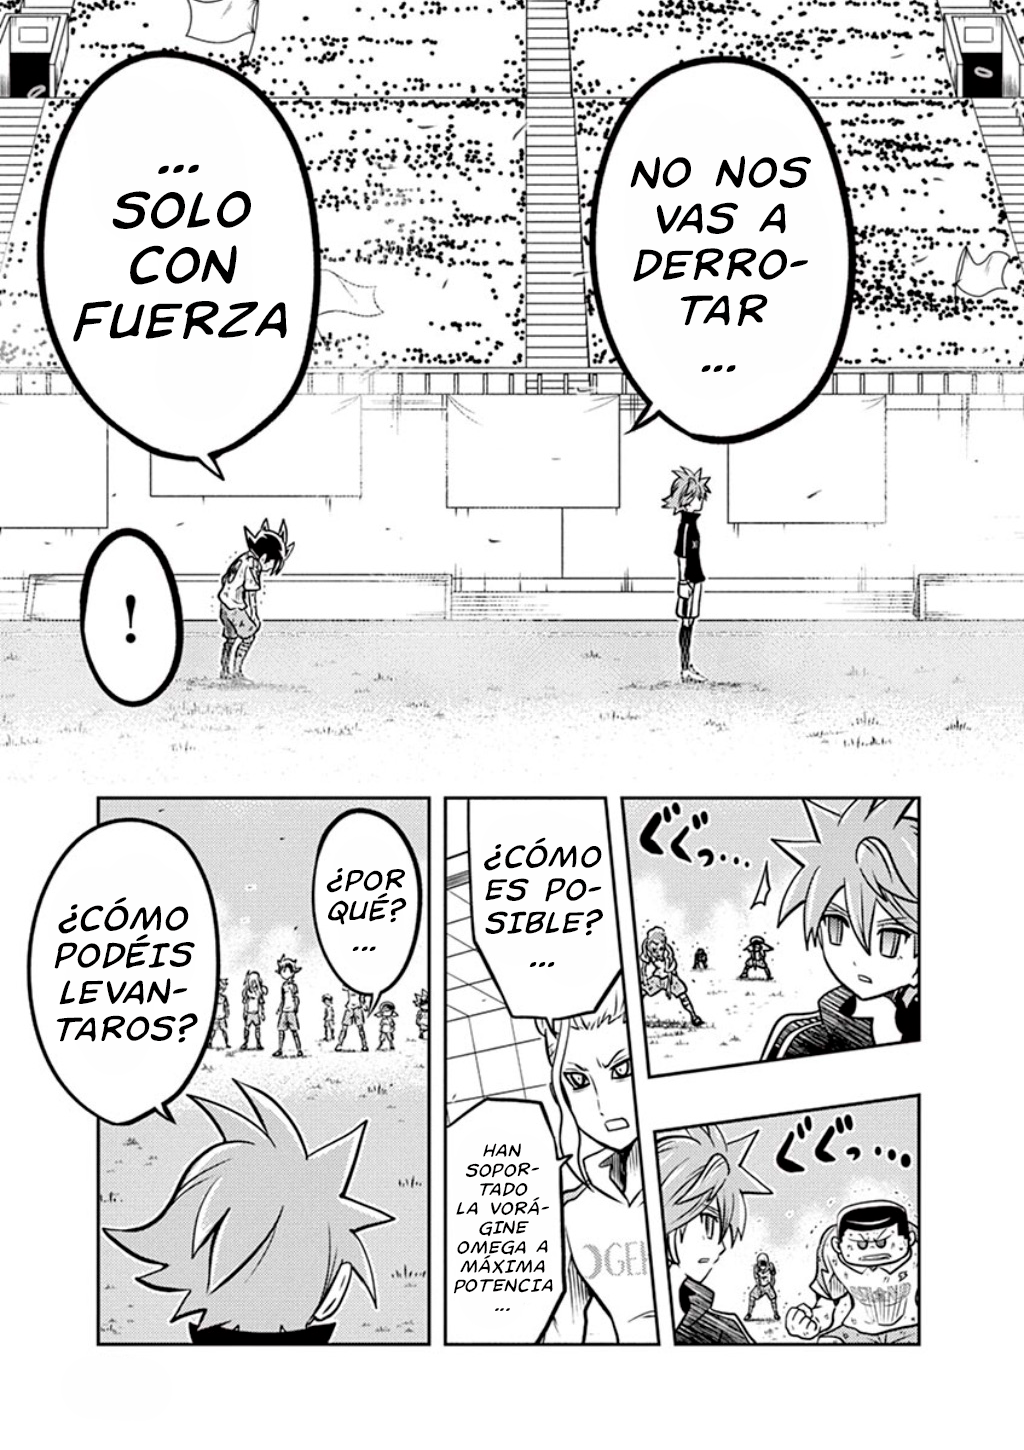 NO NOS
VAS A
DERRO-
TAR
...
...
SOLO
CON
FUERZA
!
ぐぐっ...
ぐぐっ...
¿CÓMO
ES PO-
SIBLE?
...
HAN
SOPOR-
TADO
LA VORÁ-
GINE
OMEGA A
MÁXIMA
POTENCIA
...
OGER
¿POR
QUÉ?
...
¿CÓMO
PODÉIS
LEVAN-
TAROS?